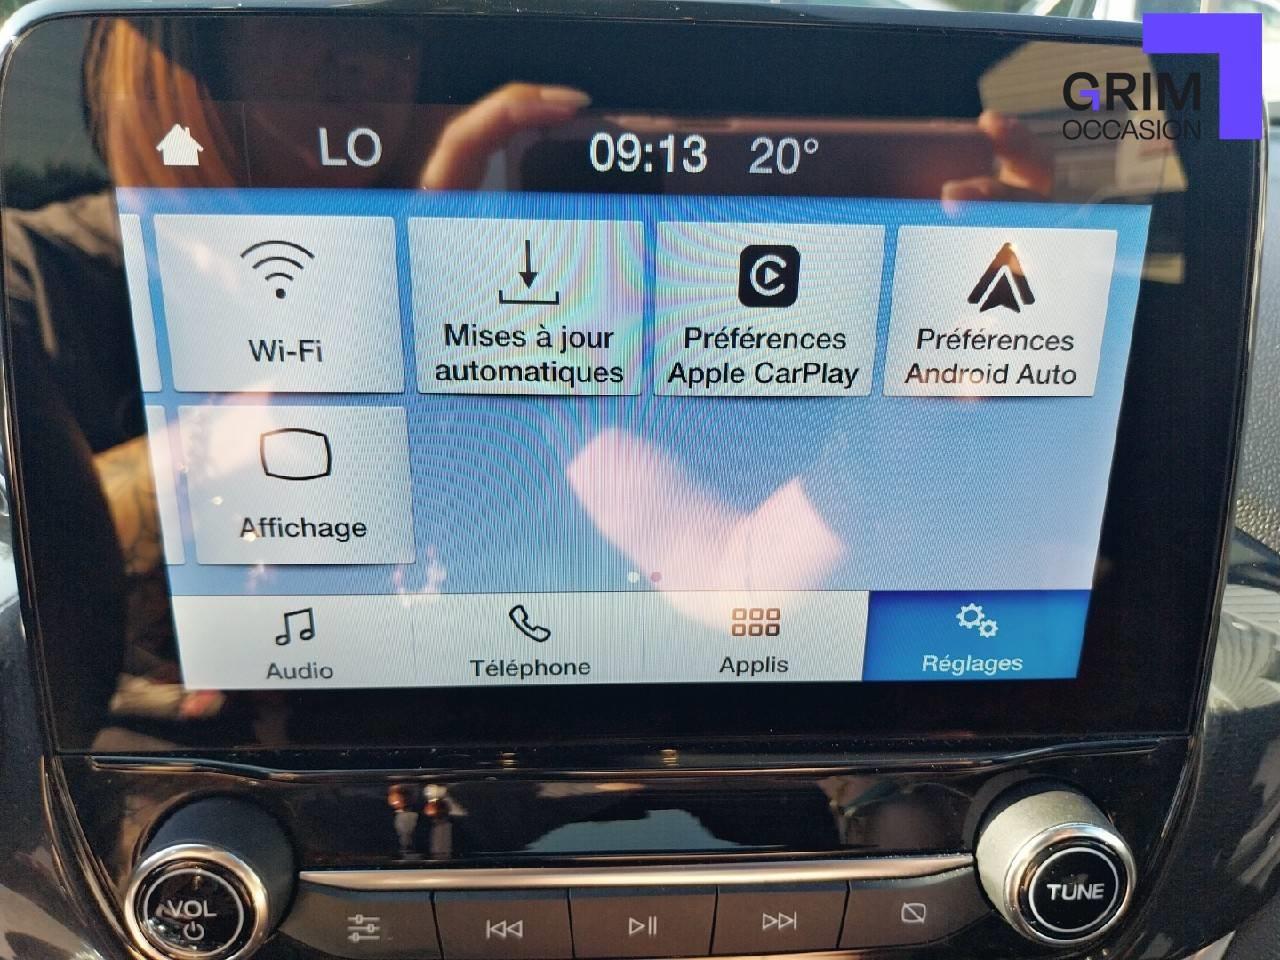 GRIM
OCCASION
LO 09:13 20°
Wi-Fi
Mises à jour
automatiques
Préférences
Apple CarPlay
Préférences
Android Auto
Affichage
Audio
Téléphone
Applis
Réglages
VOL
TUNE